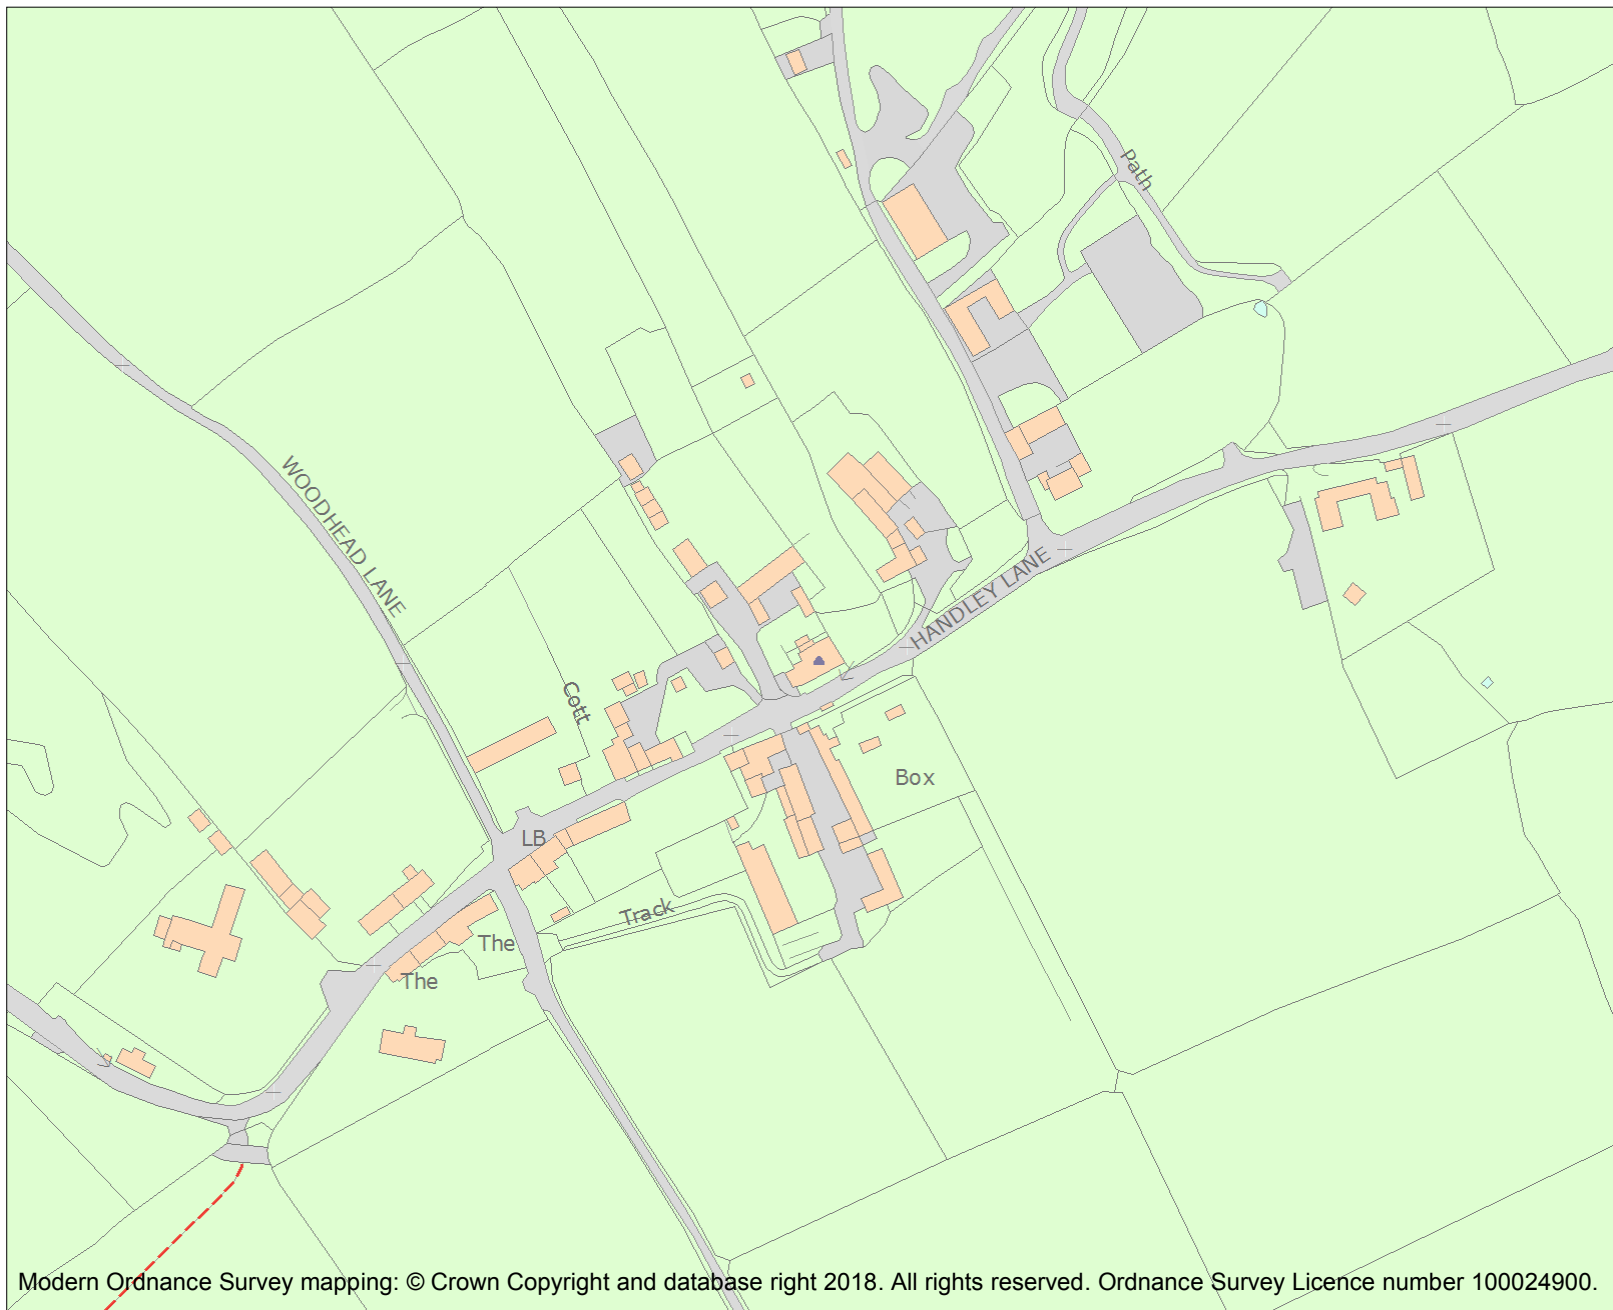 Path
WOODHEAD LANE
HANDLEY LANE
Cott
Box
LB
Track
The
The
Modern Ordnance Survey mapping: © Crown Copyright and database right 2018. All rights reserved. Ordnance Survey Licence number 100024900.